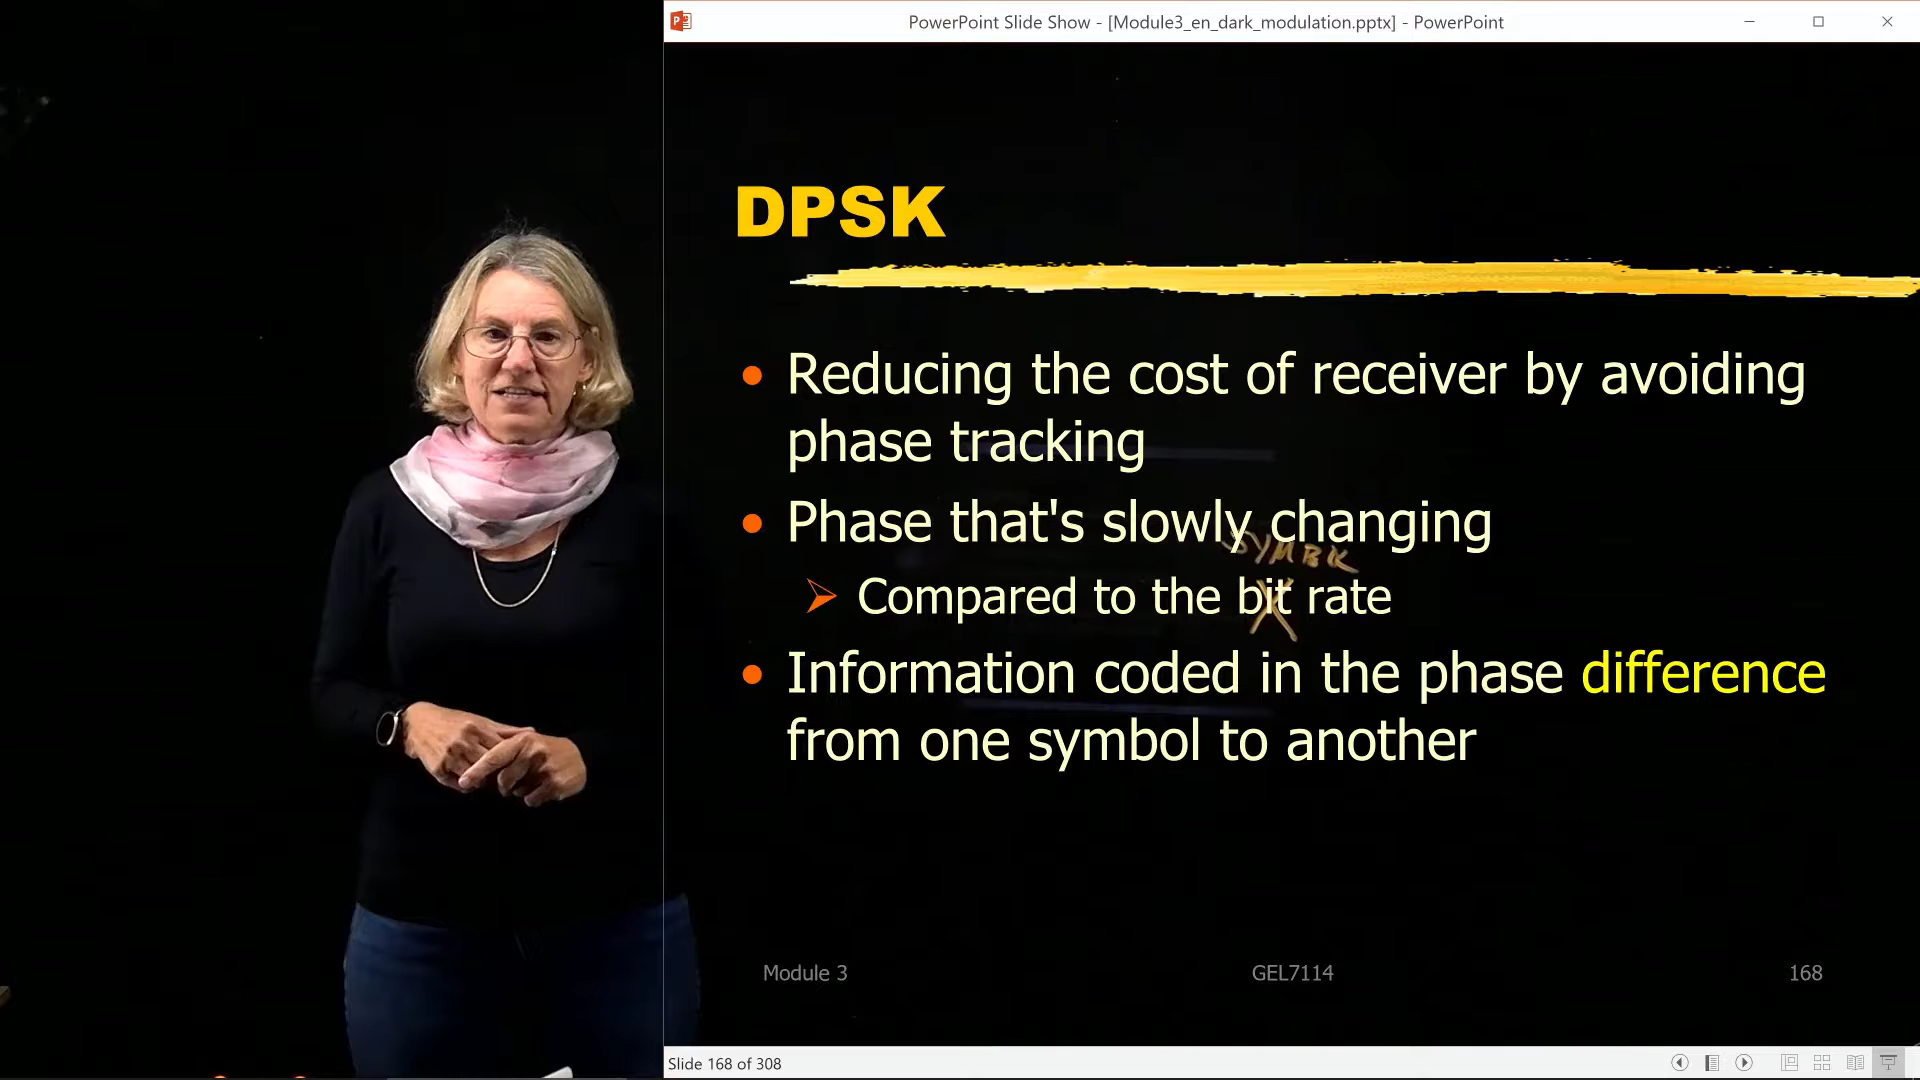 PowerPoint Slide Show - [Module3_en_dark_modulation.pptx] - PowerPoint
DPSK
• Reducing the cost of receiver by avoiding
phase tracking
• Phase that's slowly changing
SYMBK
Compared to the bit rate
• Information coded in the phase difference
from one symbol to another
Module 3
GEL7114
168
Slide 168 of 308